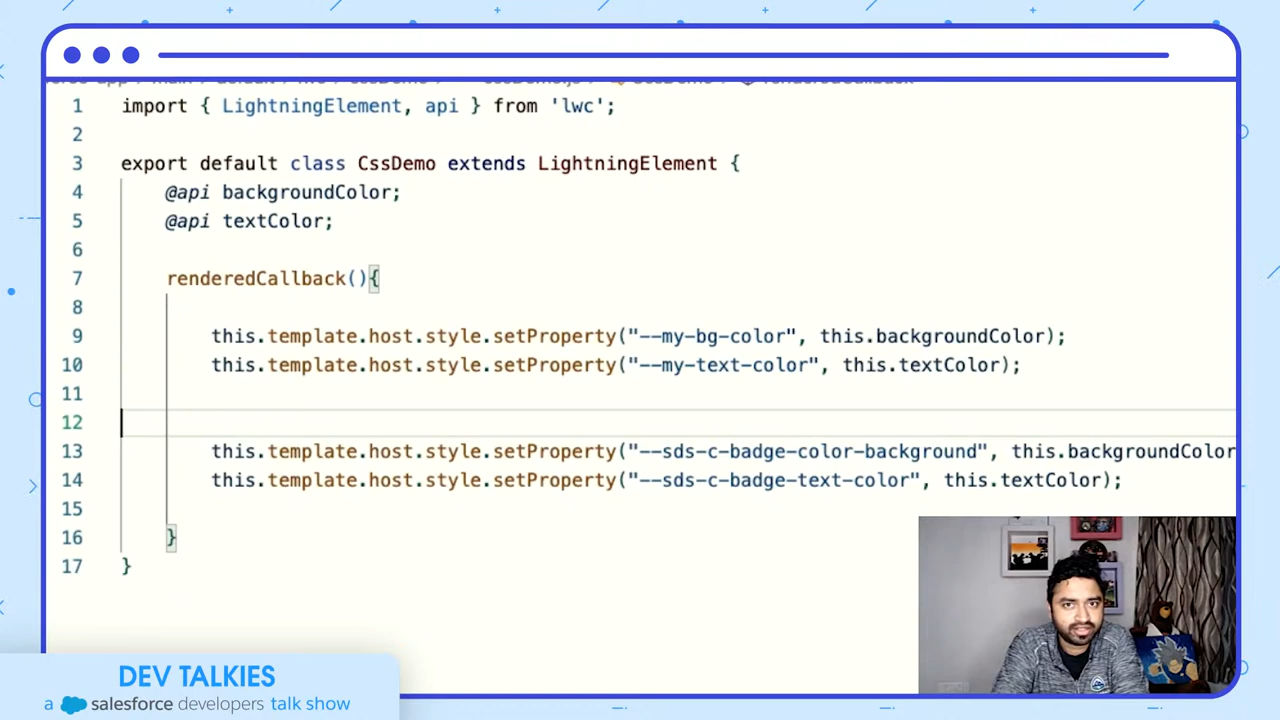 1 import { LightningElement, api } from 'lwc';
2
3 export default class CssDemo extends LightningElement {
4 @api backgroundColor;
5 @api textColor;
6
7 renderedCallback(){
8
9 this.template.host.style.setProperty("--my-bg-color", this.backgroundColor);
10 this.template.host.style.setProperty("--my-text-color", this.textColor);
11
12
13 this.template.host.style.setProperty("--sds-c-badge-color-background", this.backgroundColor
14 this.template.host.style.setProperty("--sds-c-badge-text-color", this.textColor);
15
16 }
17 }
DEV TALKIES
a salesforce developers talk show